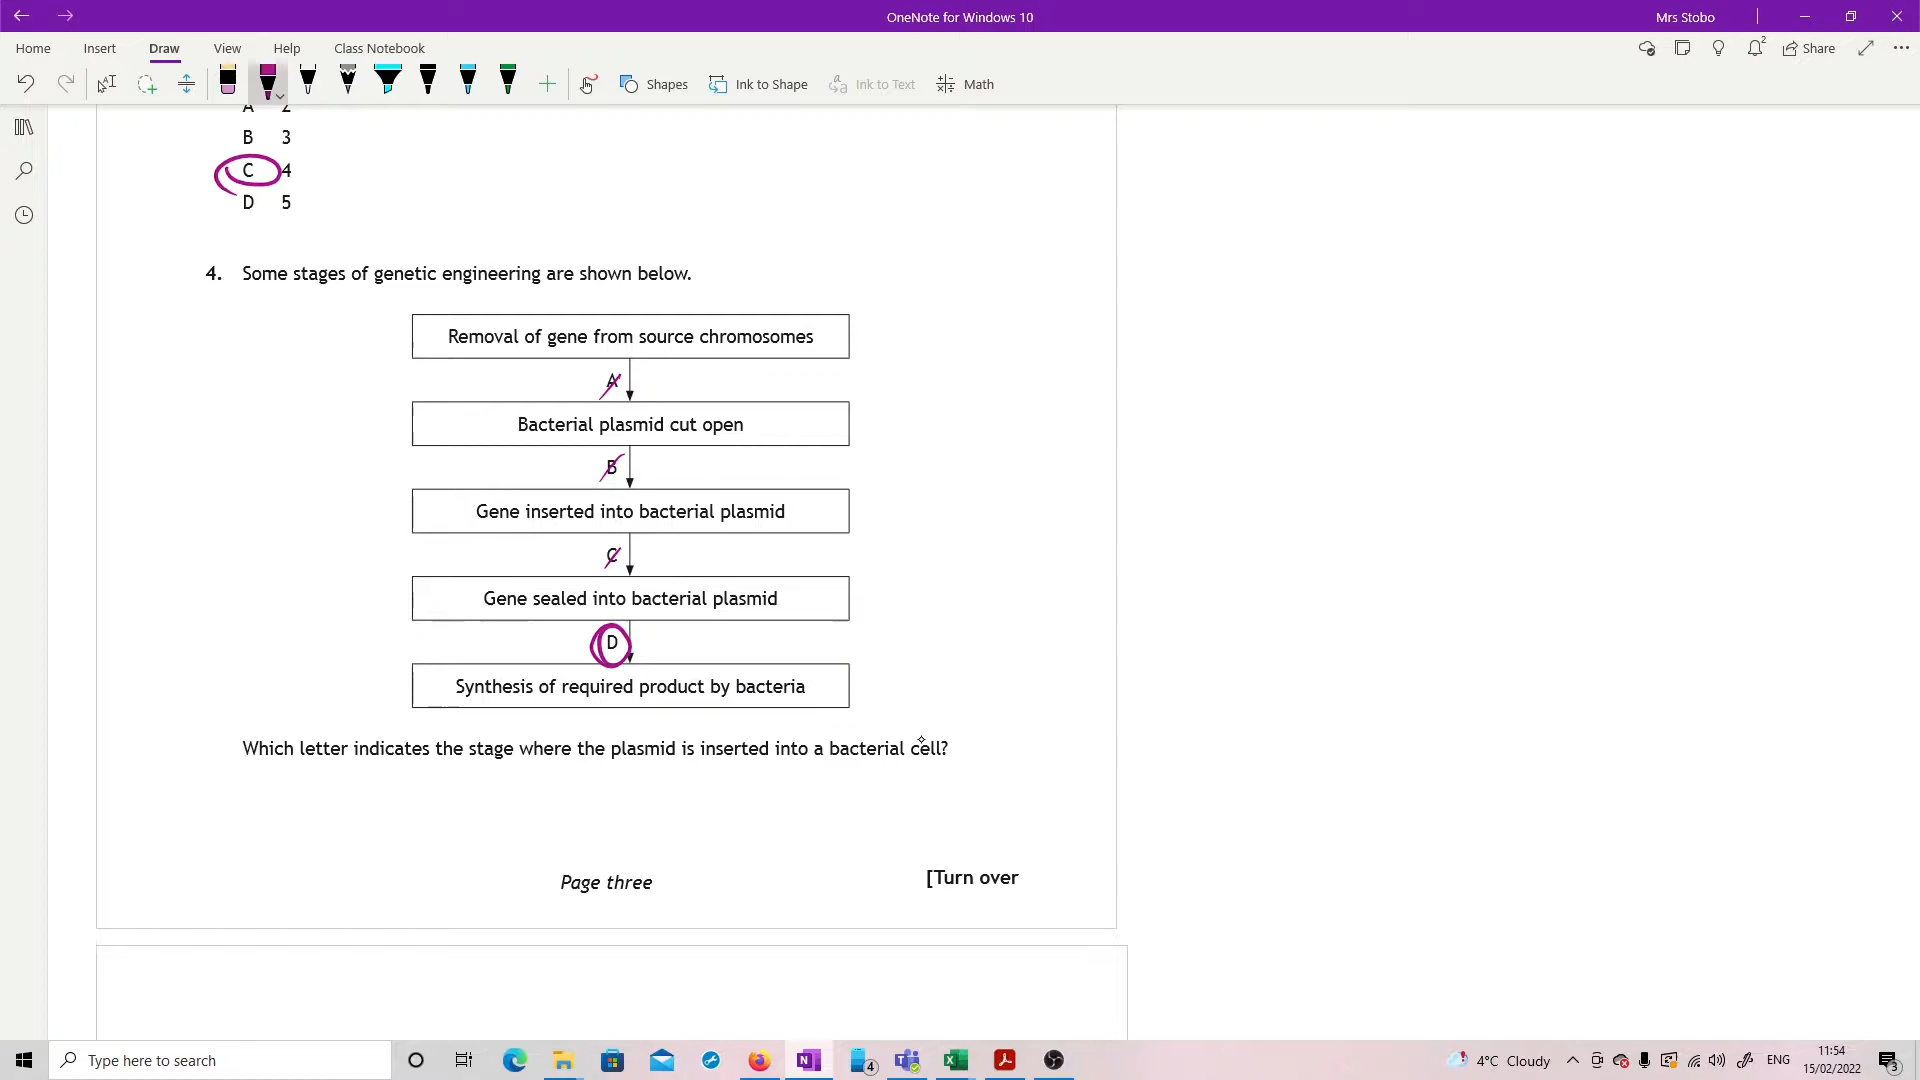 OneNote for Windows 10
Mrs Stobo
Home Insert Draw View Help Class Notebook
2
Share
Shapes
Ink to Shape
Ink to Text
Math
A 2
B 3
C 4
D 5
4. Some stages of genetic engineering are shown below.
Removal of gene from source chromosomes
A
Bacterial plasmid cut open
B
Gene inserted into bacterial plasmid
C
Gene sealed into bacterial plasmid
D
Synthesis of required product by bacteria
Which letter indicates the stage where the plasmid is inserted into a bacterial cell?
Page three
[Turn over
Type here to search
4
4°C Cloudy
ENG
11:54
15/02/2022
3